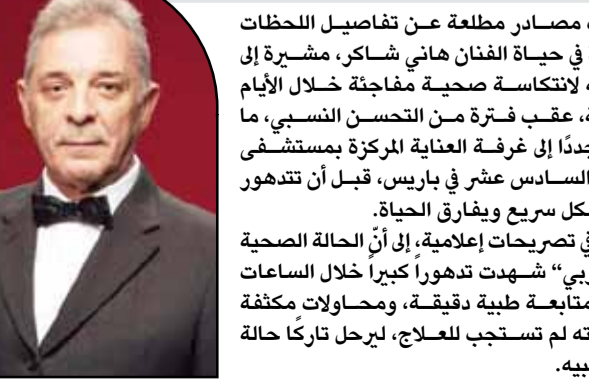 مصادر مطلعة عن تفاصيل اللحظات
في حياة الفنان هاني شاكر، مشيرة إلى
لانتكاسة صحية مفاجئة خلال الأيام
عقب فترة من التحسن النسبي، ما
جددًا إلى غرفة العناية المركزة بمستشفى
السادس عشر في باريس، قبل أن تتدهور
كل سريع ويفارق الحياة.
في تصريحات إعلامية، إلى أنّ الحالة الصحية
ربي“ شهدت تدهوراً كبيراً خلال الساعات
متابعة طبية دقيقة، ومحاولات مكثفة
ته لم تستجب للعلاج، ليرحل تاركًا حالة
بيه.